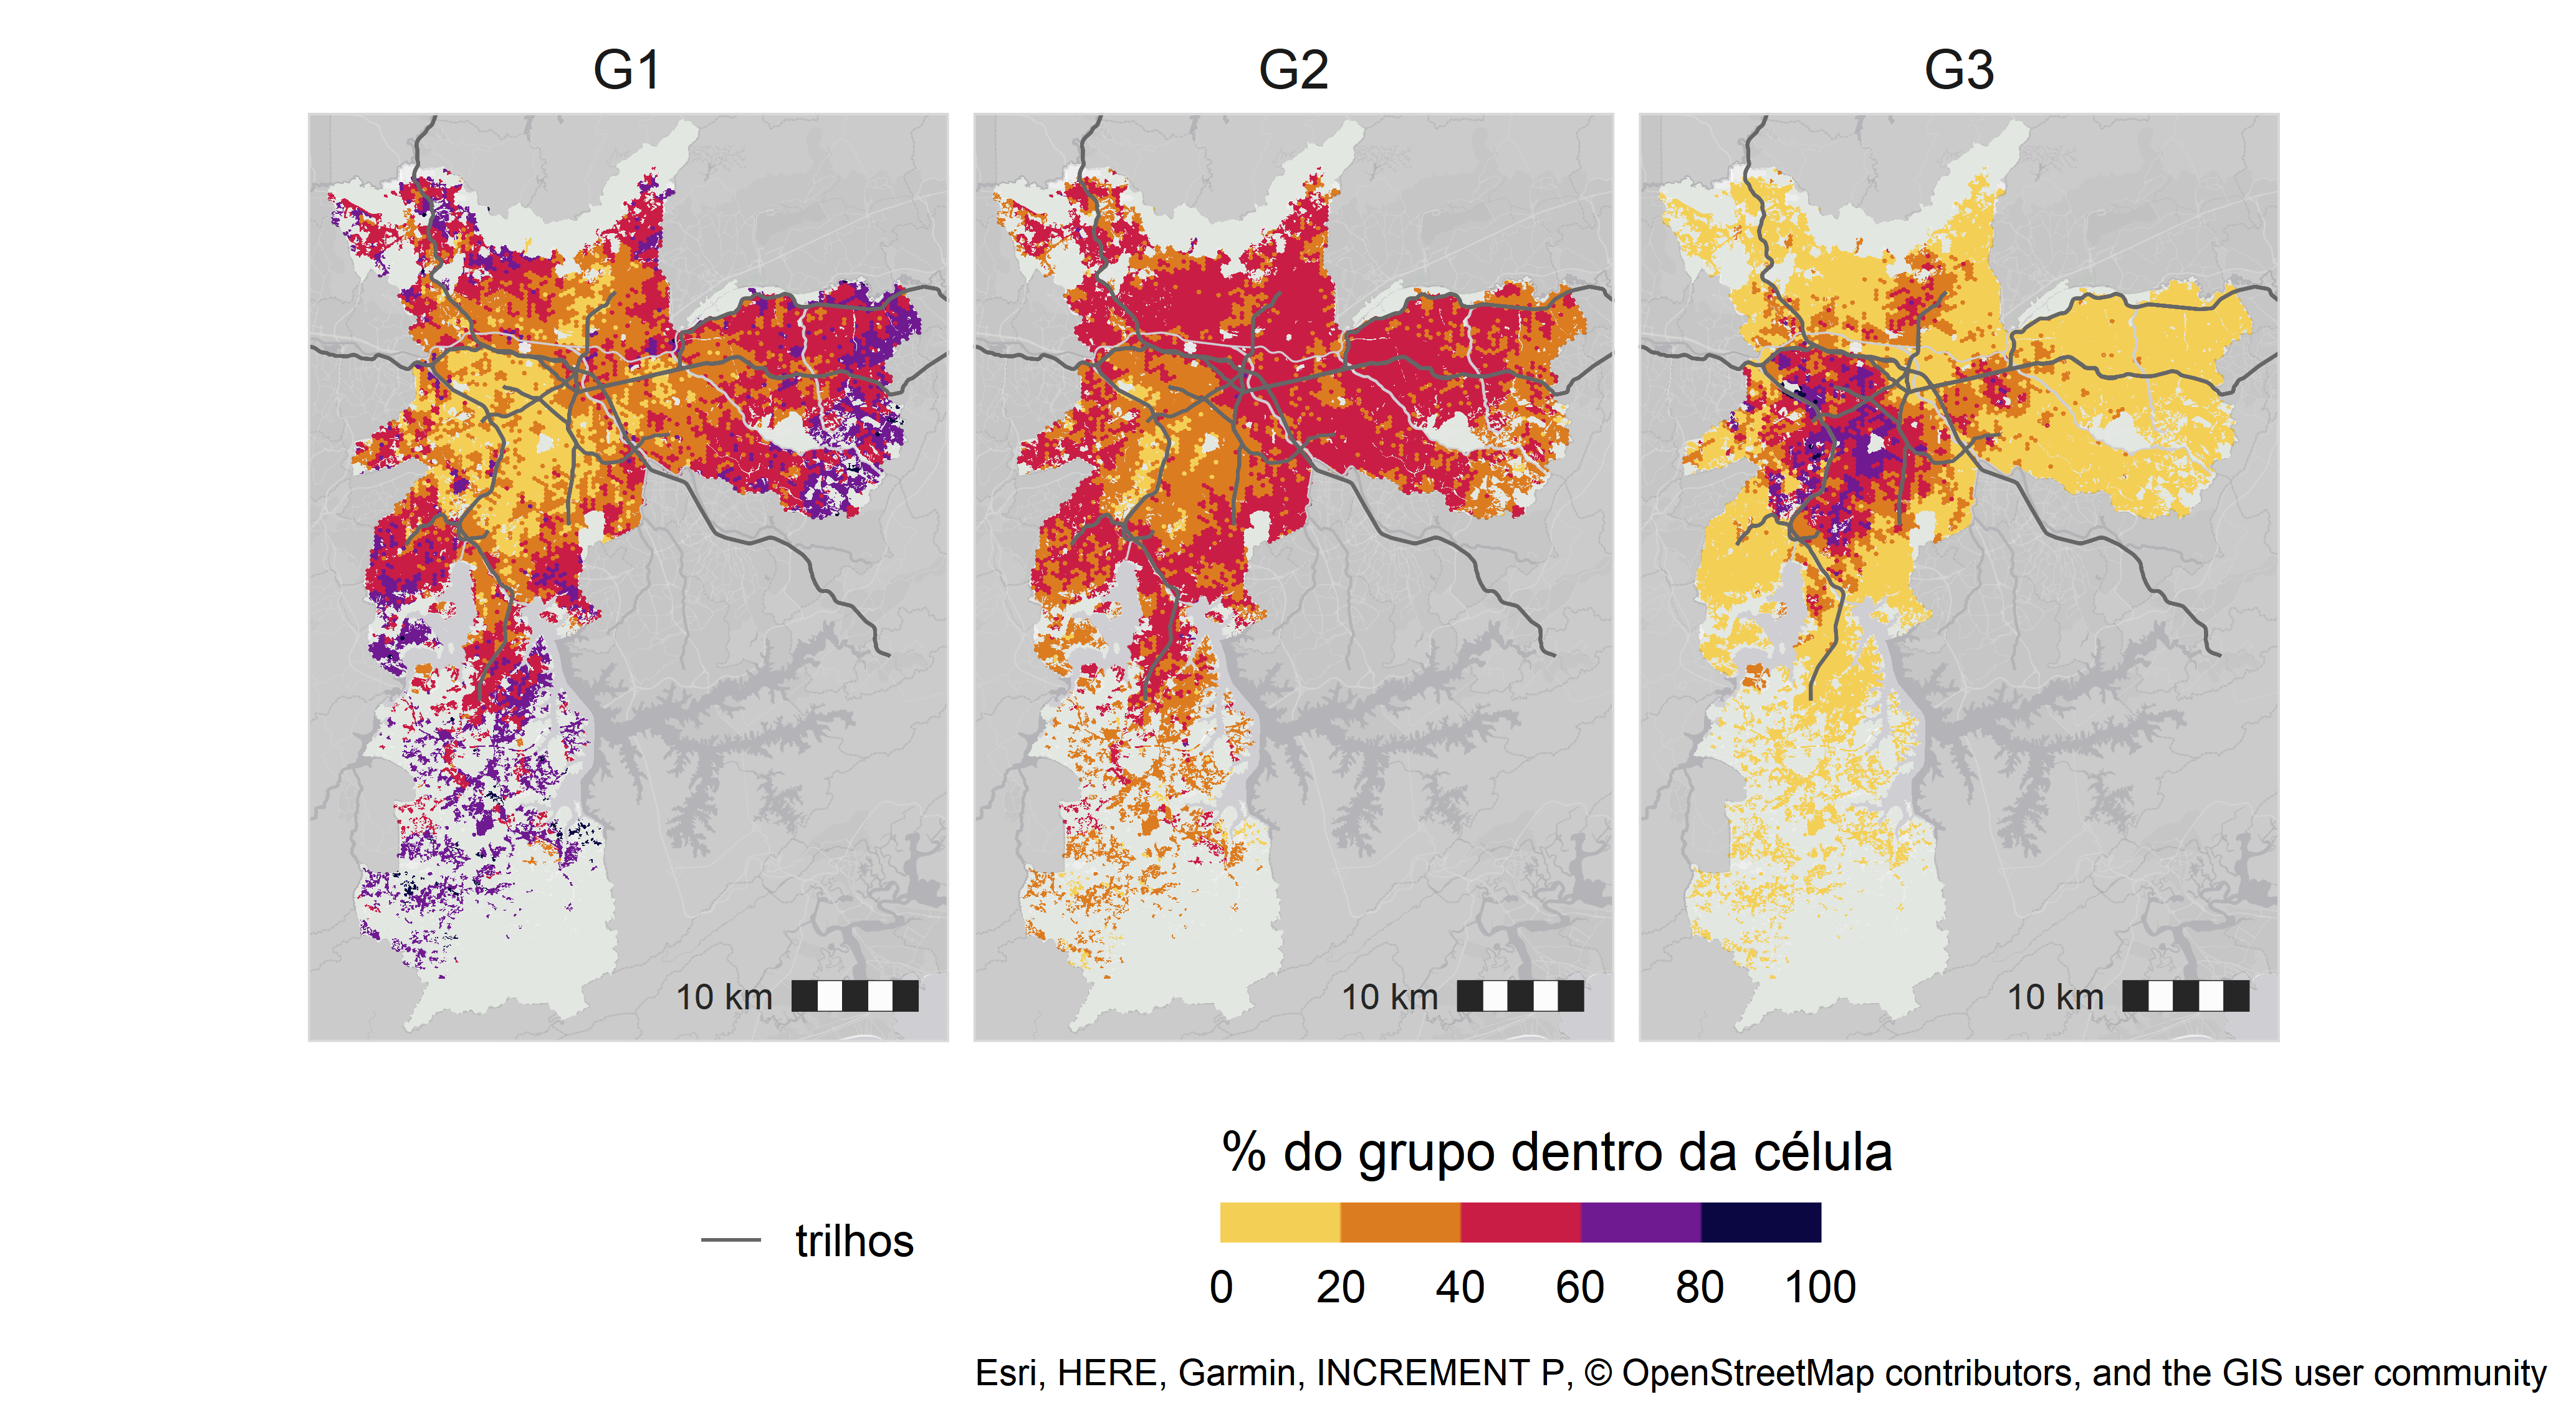 G1 G2 G3
10 km 10 km 10 km
% do grupo dentro da célula
trilhos
0 20 40 60 80 100
Esri, HERE, Garmin, INCREMENT P, © OpenStreetMap contributors, and the GIS user community